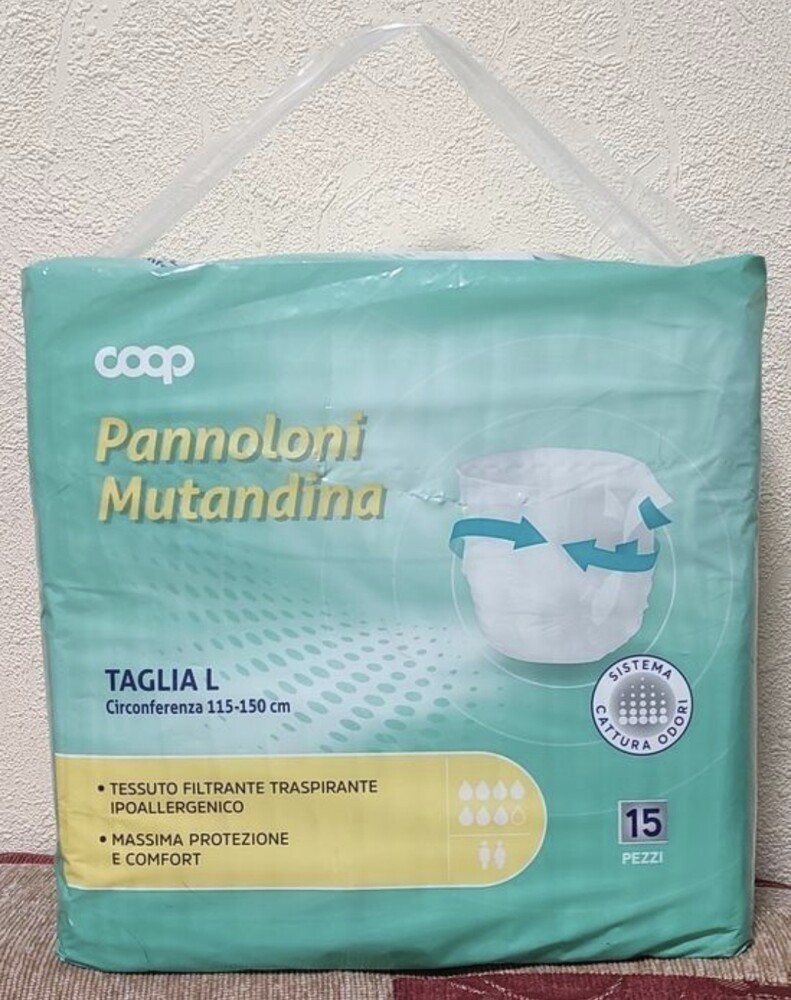 coop
Pannoloni
Mutandina
TAGLIA L
Circonferenza 115-150 cm
SISTEMA
CATTURA ODORI
• TESSUTO FILTRANTE TRASPIRANTE
IPOALLERGENICO
• MASSIMA PROTEZIONE
E COMFORT
15
PEZZI